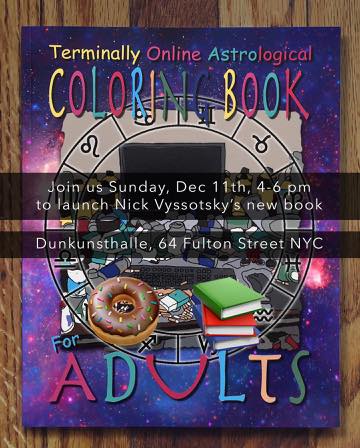 Terminally Online Astrological
COLORING BOOK
Join us Sunday, Dec 11th, 4-6 pm
to launch Nick Vyssotsky's new book
Dunkunsthalle, 64 Fulton Street NYC
For
ADULTS